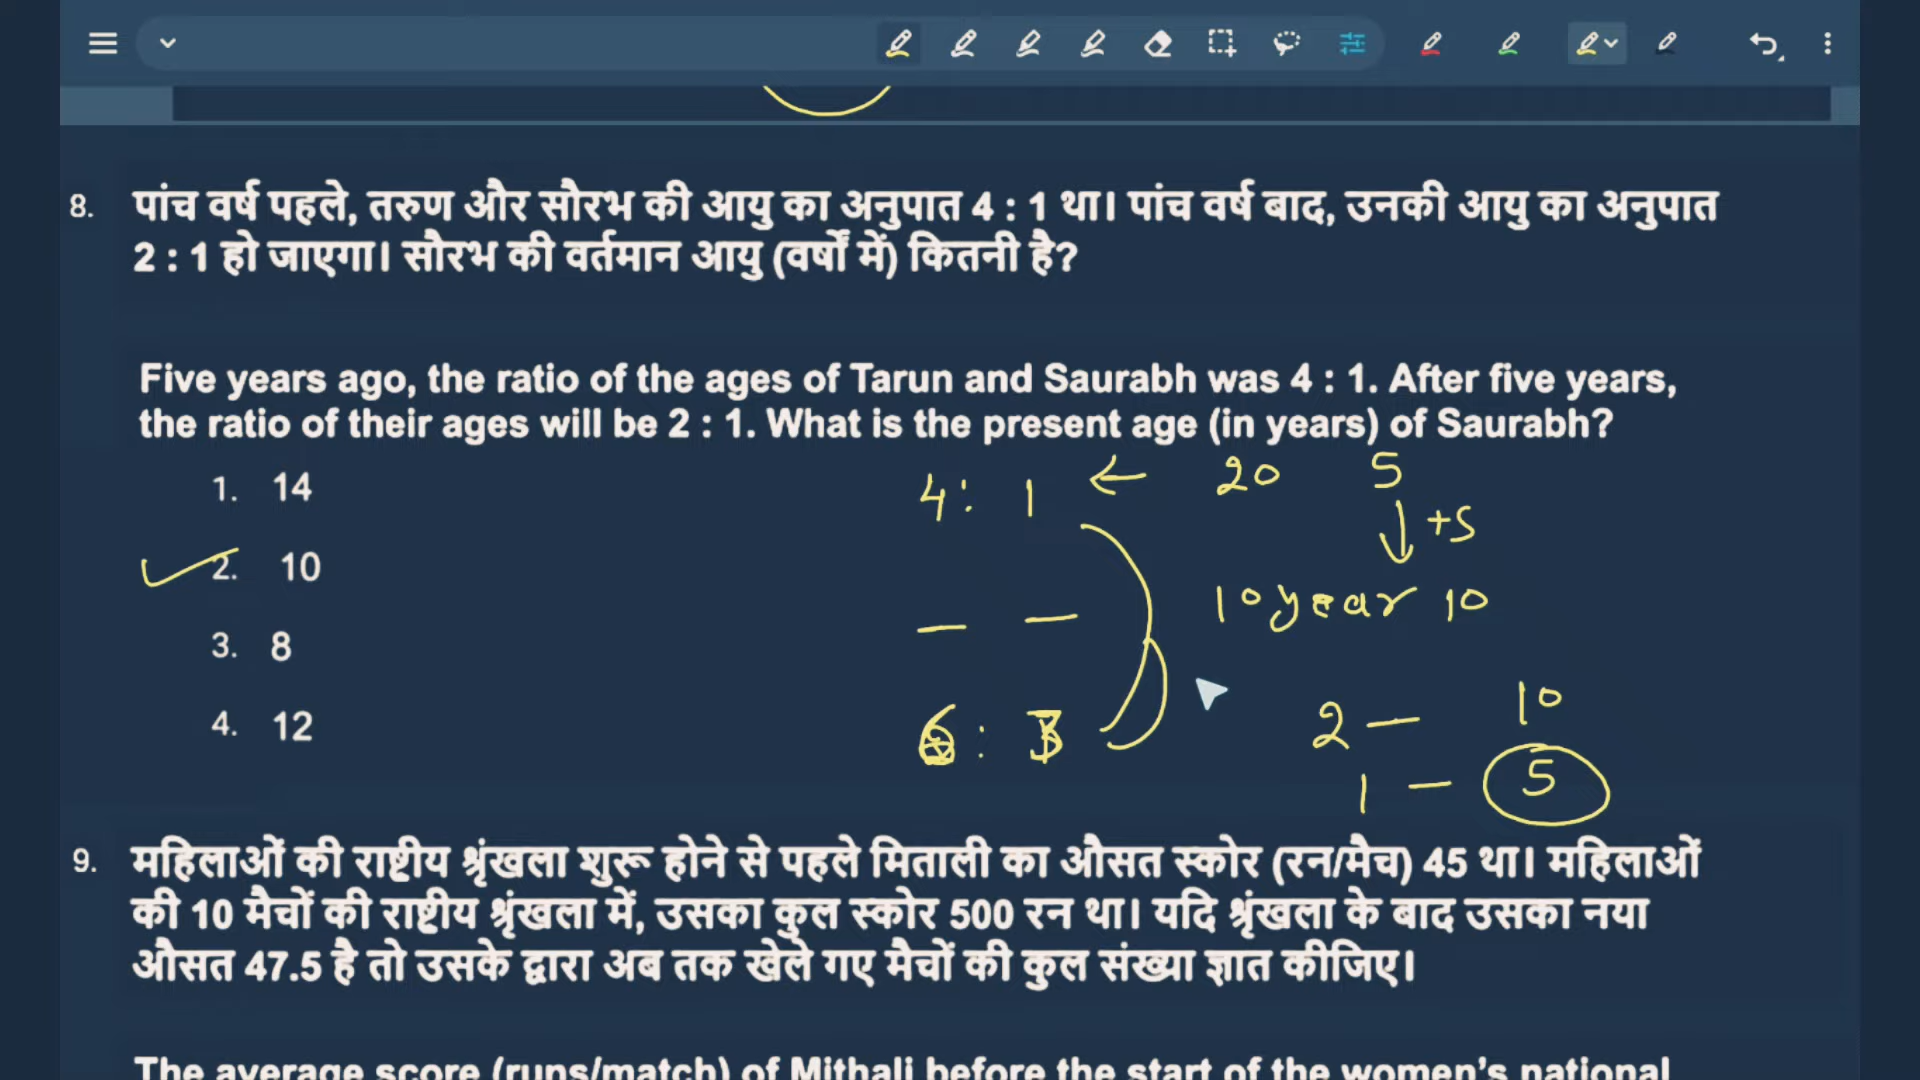 8. पांच वर्ष पहले, तरुण और सौरभ की आयु का अनुपात 4 : 1 था। पांच वर्ष बाद, उनकी आयु का अनुपात
2 : 1 हो जाएगा। सौरभ की वर्तमान आयु (वर्षों में) कितनी है?
Five years ago, the ratio of the ages of Tarun and Saurabh was 4 : 1. After five years,
the ratio of their ages will be 2 : 1. What is the present age (in years) of Saurabh?
1. 14
2. 10
3. 8
4. 12
4 : 1 ← 20 5
+5
10 year 10
6 : 3
2 — 10
1 — 5
9. महिलाओं की राष्ट्रीय श्रृंखला शुरू होने से पहले मिताली का औसत स्कोर (रन/मैच) 45 था। महिलाओं
की 10 मैचों की राष्ट्रीय श्रृंखला में, उसका कुल स्कोर 500 रन था। यदि श्रृंखला के बाद उसका नया
औसत 47.5 है तो उसके द्वारा अब तक खेले गए मैचों की कुल संख्या ज्ञात कीजिए।
The average score (runs/match) of Mithali before the start of the women's national